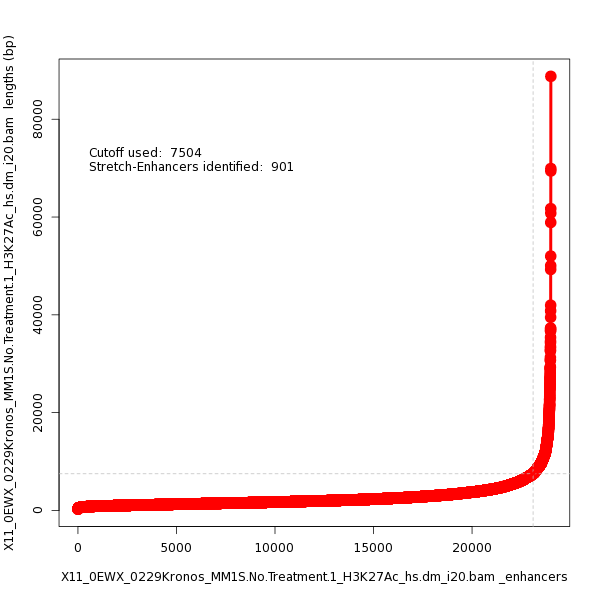 X11_0EWX_0229Kronos_MM1S.No.Treatment.1_H3K27Ac_hs.dm_i20.bam  lengths (bp)
80000
60000
40000
20000
0
Cutoff used:  7504
Stretch-Enhancers identified:  901
0 5000 10000 15000 20000
X11_0EWX_0229Kronos_MM1S.No.Treatment.1_H3K27Ac_hs.dm_i20.bam _enhancers